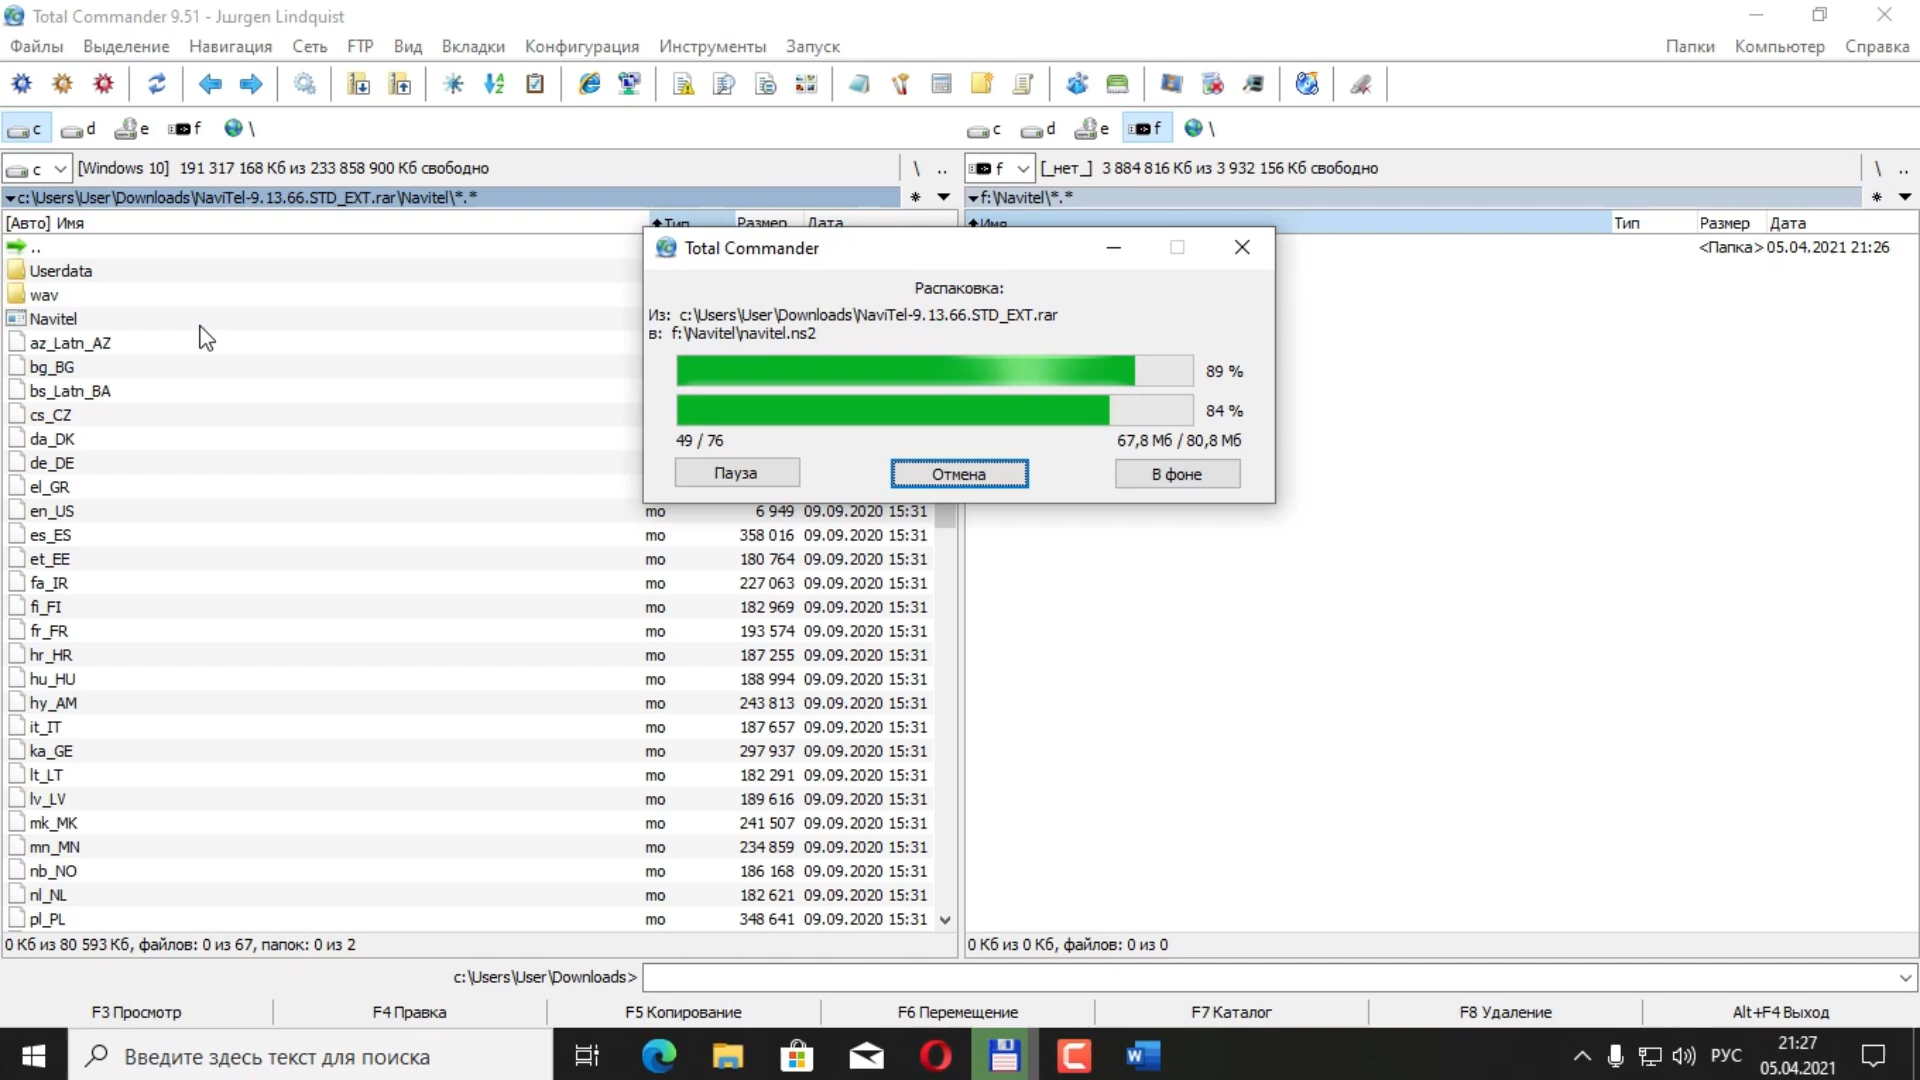 Total Commander 9.51 - Jшrgen Lindquist
Файлы Выделение Навигация Сеть FTP Вид Вкладки Конфигурация Инструменты Запуск Папки Компьютер Справка
c d e f \ c d e f \
c [Windows 10] 191 317 168 Кб из 233 858 900 Кб свободно \ .. f [_нет_] 3 884 816 Кб из 3 932 156 Кб свободно \ ..
c:\Users\User\Downloads\NaviTel-9.13.66.STD_EXT.rar\Navitel\*.* * f:\Navitel\*.* *
[Авто] Имя Тип Размер Дата Имя Тип Размер Дата
.. <Папка> 05.04.2021 21:26
Userdata
wav
Navitel
az_Latn_AZ
bg_BG
bs_Latn_BA
cs_CZ
da_DK
de_DE
el_GR
Total Commander
Распаковка:
Из: c:\Users\User\Downloads\NaviTel-9.13.66.STD_EXT.rar
в: f:\Navitel\navitel.ns2
89 %
84 %
49 / 76 67,8 Мб / 80,8 Мб
Пауза Отмена В фоне
en_US mo 6 949 09.09.2020 15:31
es_ES mo 358 016 09.09.2020 15:31
et_EE mo 180 764 09.09.2020 15:31
fa_IR mo 227 063 09.09.2020 15:31
fi_FI mo 182 969 09.09.2020 15:31
fr_FR mo 193 574 09.09.2020 15:31
hr_HR mo 187 255 09.09.2020 15:31
hu_HU mo 188 994 09.09.2020 15:31
hy_AM mo 243 813 09.09.2020 15:31
it_IT mo 187 657 09.09.2020 15:31
ka_GE mo 297 937 09.09.2020 15:31
lt_LT mo 182 291 09.09.2020 15:31
lv_LV mo 189 616 09.09.2020 15:31
mk_MK mo 241 507 09.09.2020 15:31
mn_MN mo 234 859 09.09.2020 15:31
nb_NO mo 186 168 09.09.2020 15:31
nl_NL mo 182 621 09.09.2020 15:31
pl_PL mo 348 641 09.09.2020 15:31
0 Кб из 80 593 Кб, файлов: 0 из 67, папок: 0 из 2 0 Кб из 0 Кб, файлов: 0 из 0
c:\Users\User\Downloads>
F3 Просмотр F4 Правка F5 Копирование F6 Перемещение F7 Каталог F8 Удаление Alt+F4 Выход
Введите здесь текст для поиска РУС 21:27
05.04.2021